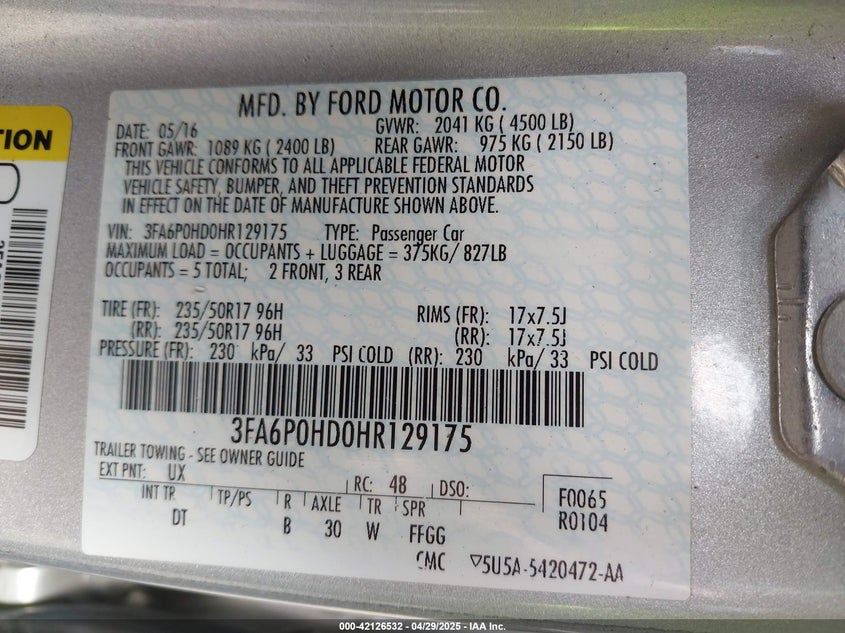 MFD. BY FORD MOTOR CO.
DATE: 05/16 GVWR: 2041 KG ( 4500 LB)
FRONT GAWR: 1089 KG ( 2400 LB) REAR GAWR: 975 KG ( 2150 LB)
THIS VEHICLE CONFORMS TO ALL APPLICABLE FEDERAL MOTOR
VEHICLE SAFETY, BUMPER, AND THEFT PREVENTION STANDARDS
IN EFFECT ON THE DATE OF MANUFACTURE SHOWN ABOVE.
VIN: 3FA6P0HD0HR129175 TYPE: Passenger Car
MAXIMUM LOAD = OCCUPANTS + LUGGAGE = 375KG/ 827LB
OCCUPANTS = 5 TOTAL; 2 FRONT, 3 REAR
TIRE (FR): 235/50R17 96H RIMS (FR): 17x7.5J
(RR): 235/50R17 96H (RR): 17x7.5J
PRESSURE (FR): 230 kPa/ 33 PSI COLD (RR): 230 kPa/ 33 PSI COLD
3FA6P0HD0HR129175
TRAILER TOWING - SEE OWNER GUIDE
EXT PNT: UX RC: 48 DSO:
INT TR TP/PS R AXLE TR SPR
DT B 30 W FFGG
F0065
R0104
CMC ▽5U5A-5420472-AA
TION
000-42126532 - 04/29/2025 - IAA Inc.